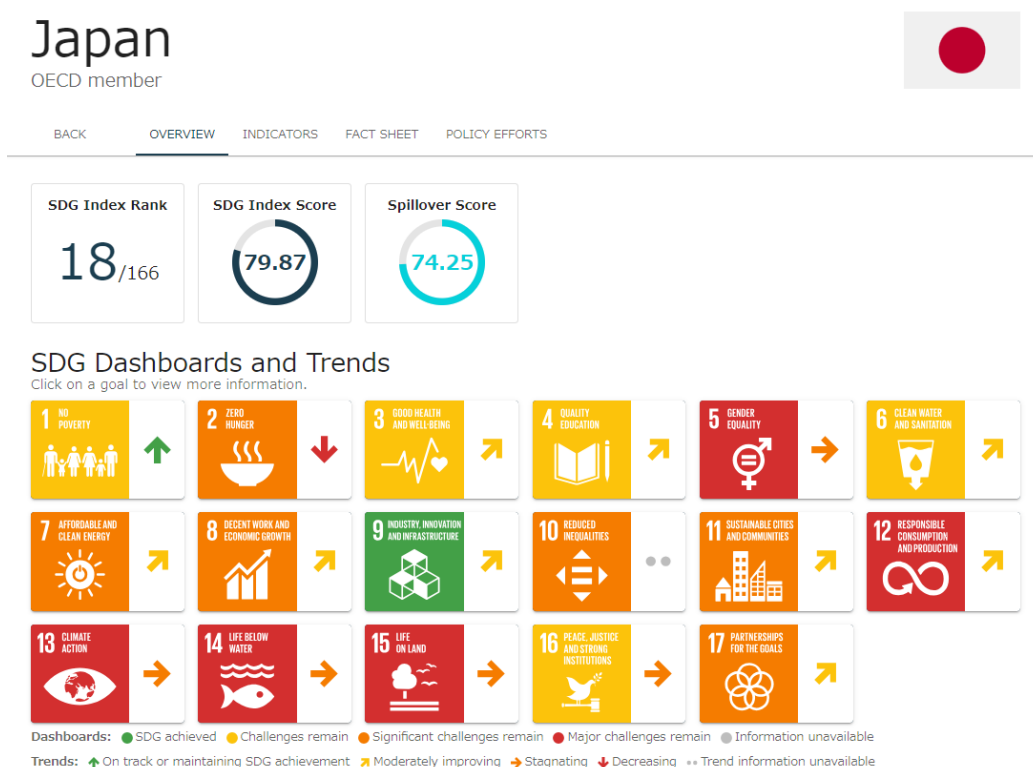 Japan
OECD member
BACK OVERVIEW INDICATORS FACT SHEET POLICY EFFORTS
SDG Index Rank
18/166
SDG Index Score
79.87
Spillover Score
74.25
SDG Dashboards and Trends
Click on a goal to view more information.
1 NO
POVERTY
2 ZERO
HUNGER
3 GOOD HEALTH
AND WELL-BEING
4 QUALITY
EDUCATION
5 GENDER
EQUALITY
6 CLEAN WATER
AND SANITATION
7 AFFORDABLE AND
CLEAN ENERGY
8 DECENT WORK AND
ECONOMIC GROWTH
9 INDUSTRY, INNOVATION
AND INFRASTRUCTURE
10 REDUCED
INEQUALITIES
11 SUSTAINABLE CITIES
AND COMMUNITIES
12 RESPONSIBLE
CONSUMPTION
AND PRODUCTION
13 CLIMATE
ACTION
14 LIFE BELOW
WATER
15 LIFE
ON LAND
16 PEACE, JUSTICE
AND STRONG
INSTITUTIONS
17 PARTNERSHIPS
FOR THE GOALS
Dashboards: SDG achieved Challenges remain Significant challenges remain Major challenges remain Information unavailable
Trends: On track or maintaining SDG achievement Moderately improving Stagnating Decreasing Trend information unavailable